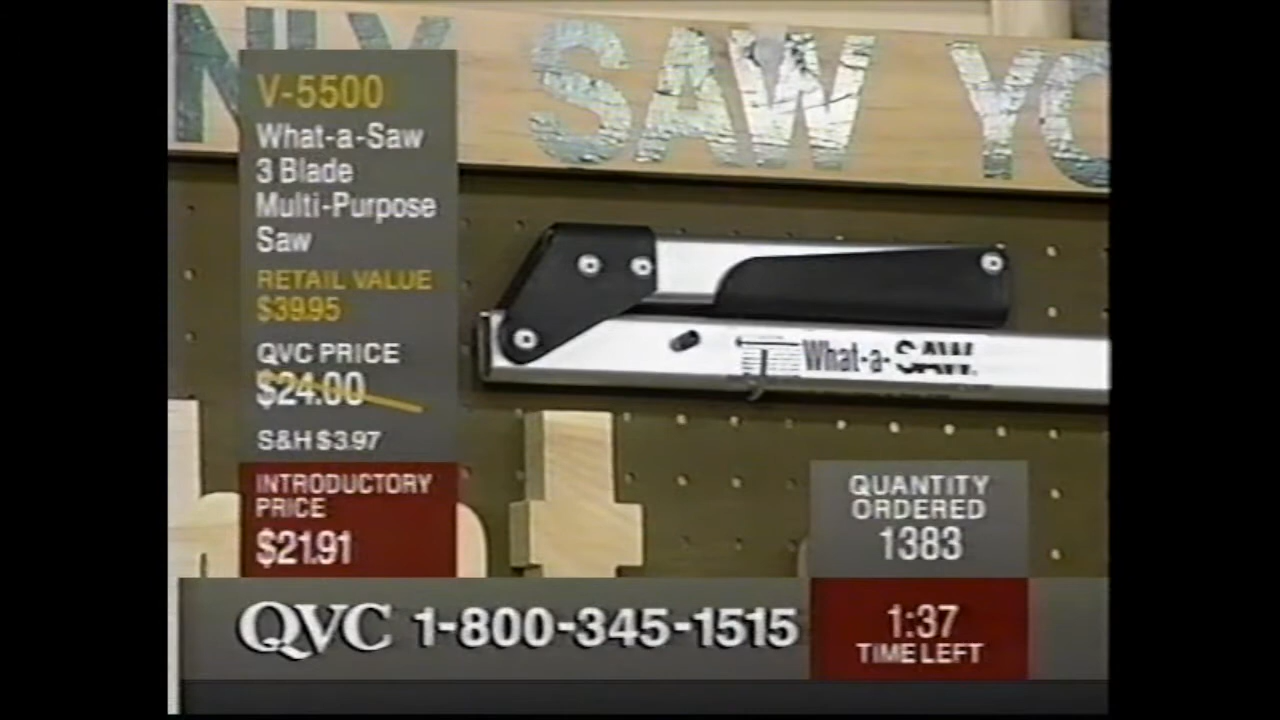 SAW
V-5500
What-a-Saw
3 Blade
Multi-Purpose
Saw
RETAIL VALUE
$39.95
QVC PRICE
$24.00
S&H $3.97
INTRODUCTORY
PRICE
$21.91
What-a-SAW
QUANTITY
ORDERED
1383
QVC 1-800-345-1515
1:37
TIME LEFT